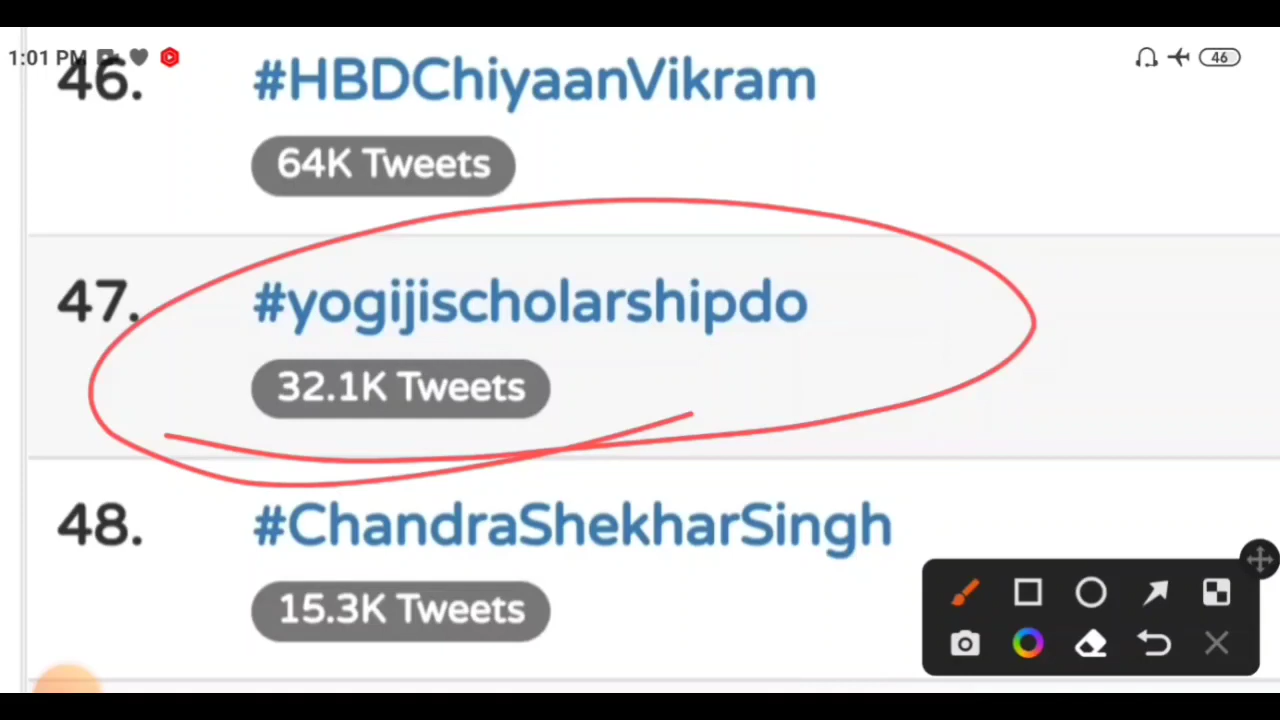 1:01 PM
46
46. #HBDChiyaanVikram
64K Tweets
47. #yogijischolarshipdo
32.1K Tweets
48. #ChandraShekharSingh
15.3K Tweets